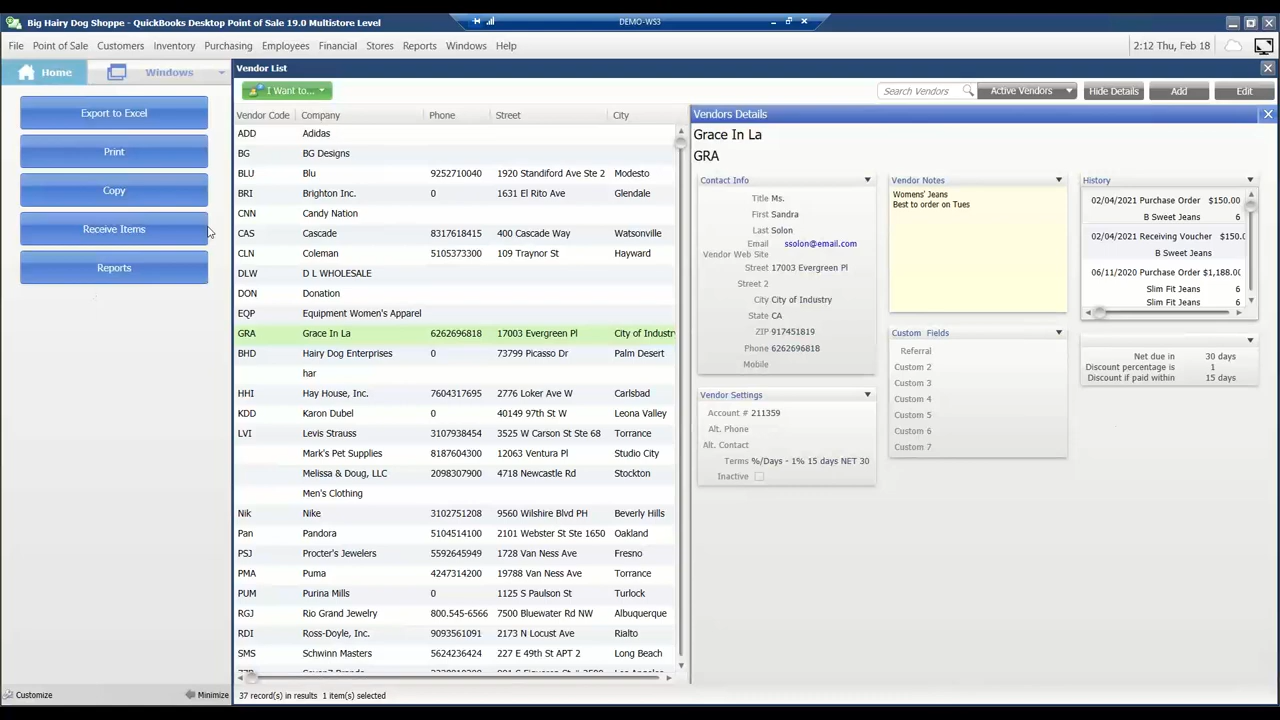 Big Hairy Dog Shoppe - QuickBooks Desktop Point of Sale 19.0 Multistore Level
DEMO-WS3
File Point of Sale Customers Inventory Purchasing Employees Financial Stores Reports Windows Help
2:12 Thu, Feb 18
Home
Windows
Export to Excel
Print
Copy
Receive Items
Reports
Customize
Minimize
Vendor List
I Want to...
Search Vendors
Active Vendors
Hide Details
Add
Edit
Vendor Code Company Phone Street City
ADD Adidas
BG BG Designs
BLU Blu 9252710040 1920 Standiford Ave Ste 2 Modesto
BRI Brighton Inc. 0 1631 El Rito Ave Glendale
CNN Candy Nation
CAS Cascade 8317618415 400 Cascade Way Watsonville
CLN Coleman 5105373300 109 Traynor St Hayward
DLW D L WHOLESALE
DON Donation
EQP Equipment Women's Apparel
GRA Grace In La 6262696818 17003 Evergreen Pl City of Industr
BHD Hairy Dog Enterprises 0 73799 Picasso Dr Palm Desert
har
HHI Hay House, Inc. 7604317695 2776 Loker Ave W Carlsbad
KDD Karon Dubel 0 40149 97th St W Leona Valley
LVI Levis Strauss 3107938454 3525 W Carson St Ste 68 Torrance
Mark's Pet Supplies 8187604300 12063 Ventura Pl Studio City
Melissa & Doug, LLC 2098307900 4718 Newcastle Rd Stockton
Men's Clothing
Nik Nike 3102751208 9560 Wilshire Blvd PH Beverly Hills
Pan Pandora 5104514100 2101 Webster St Ste 1650 Oakland
PSJ Procter's Jewelers 5592645949 1728 Van Ness Ave Fresno
PMA Puma 4247314200 19788 Van Ness Ave Torrance
PUM Purina Mills 0 1125 S Paulson St Turlock
RGJ Rio Grand Jewelry 800.545-6566 7500 Bluewater Rd NW Albuquerque
RDI Ross-Doyle, Inc. 9093561091 2173 N Locust Ave Rialto
SMS Schwinn Masters 5624236424 227 E 49th St APT 2 Long Beach
37 record(s) in results 1 item(s) selected
Vendors Details
Grace In La
GRA
Contact Info
Title Ms.
First Sandra
Last Solon
Email ssolon@email.com
Vendor Web Site
Street 17003 Evergreen Pl
Street 2
City City of Industry
State CA
ZIP 917451819
Phone 6262696818
Mobile
Vendor Settings
Account # 211359
Alt. Phone
Alt. Contact
Terms %/Days - 1% 15 days NET 30
Inactive
Vendor Notes
Womens' Jeans
Best to order on Tues
Custom Fields
Referral
Custom 2
Custom 3
Custom 4
Custom 5
Custom 6
Custom 7
History
02/04/2021 Purchase Order $150.00
B Sweet Jeans 6
02/04/2021 Receiving Voucher $150.0
B Sweet Jeans
06/11/2020 Purchase Order $1,188.00
Slim Fit Jeans 6
Slim Fit Jeans 6
Net due in 30 days
Discount percentage is 1
Discount if paid within 15 days